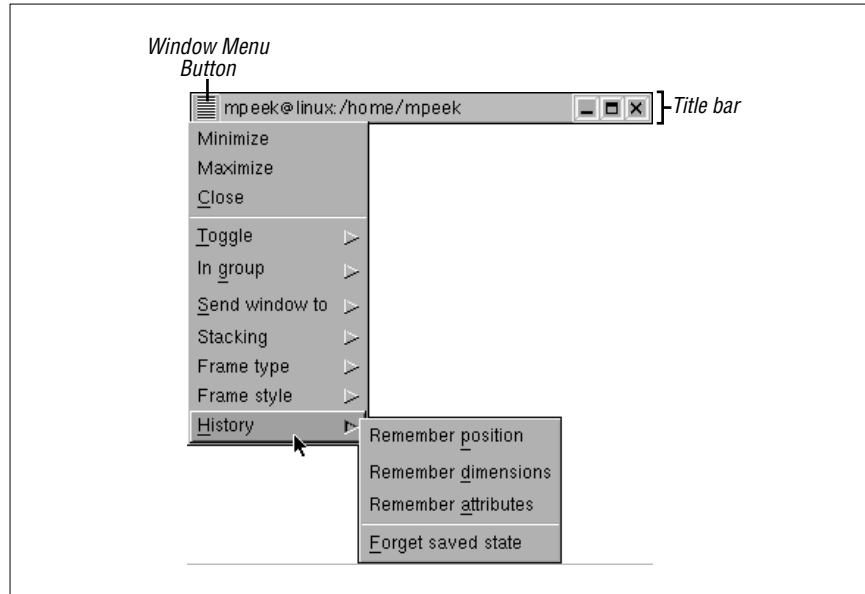 Window Menu
Button
mpeek@linux:/home/mpeek
Title bar
Minimize
Maximize
Close
Toggle
In group
Send window to
Stacking
Frame type
Frame style
History
Remember position
Remember dimensions
Remember attributes
Forget saved state